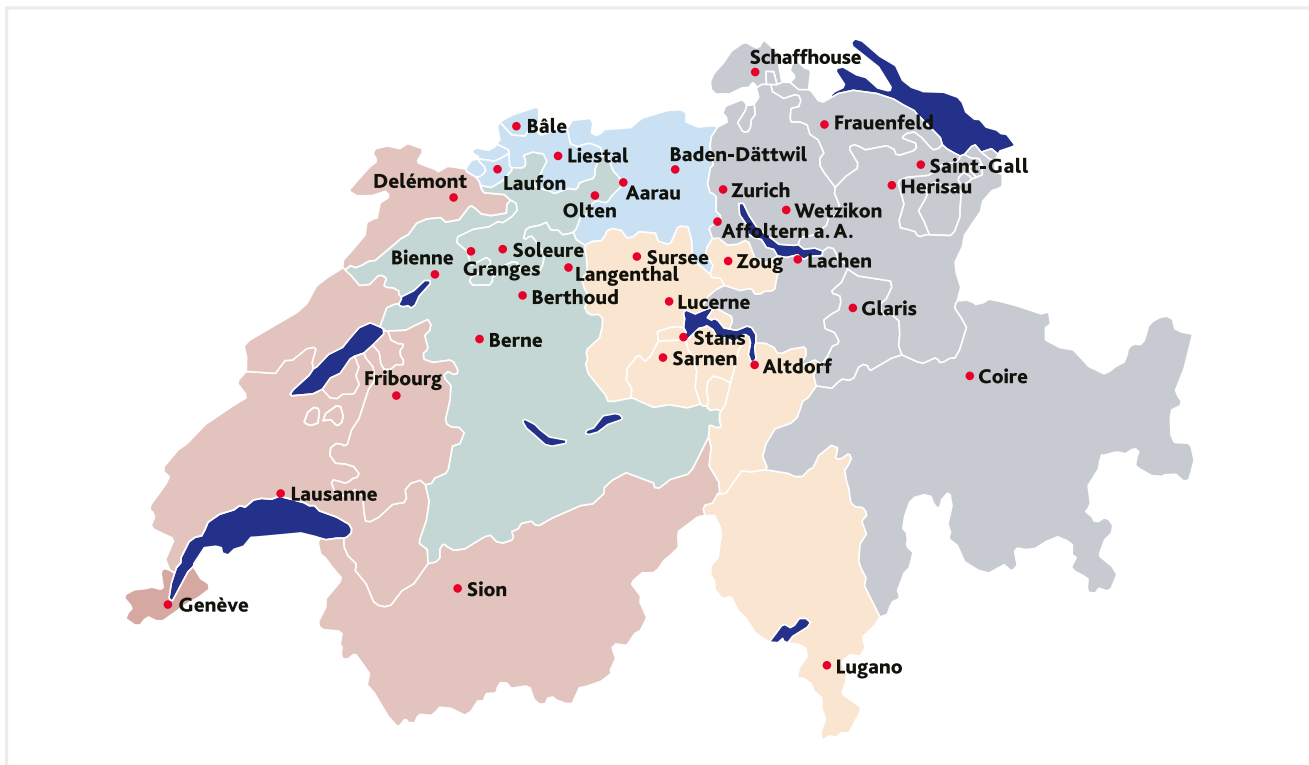 Schaffhouse
Frauenfeld
Bâle
Liestal
Baden-Dättwil
Saint-Gall
Laufon
Delémont
Aarau
Zurich
Herisau
Olten
Wetzikon
Affoltern a. A.
Soleure
Bienne
Granges
Langenthal
Sursee
Zoug
Lachen
Berthoud
Lucerne
Glaris
Berne
Stans
Sarnen
Altdorf
Coire
Fribourg
Lausanne
Sion
Genève
Lugano